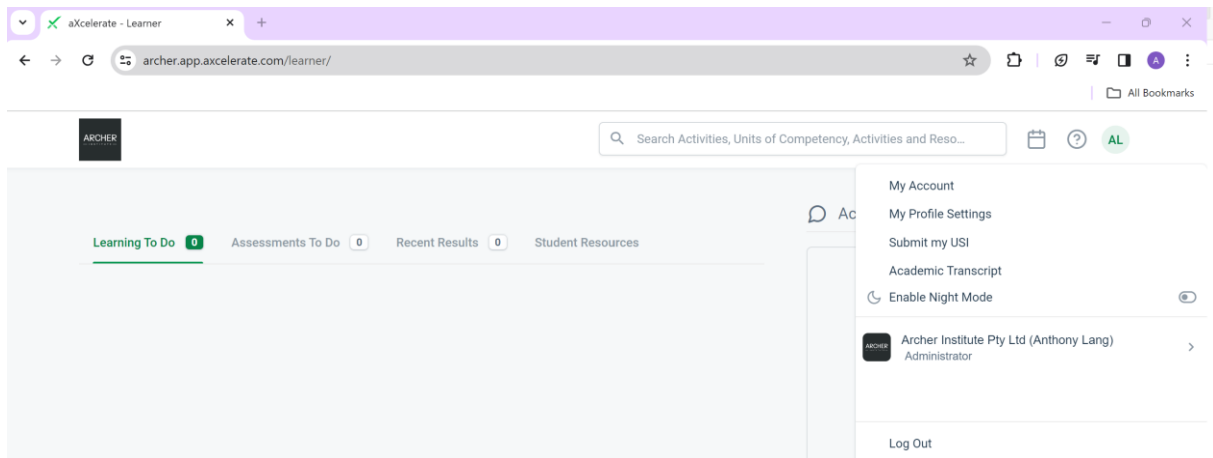 aXcelerate - Learner
archer.app.axcelerate.com/learner/
A
All Bookmarks
ARCHER
Search Activities, Units of Competency, Activities and Reso...
AL
My Account
Ac
My Profile Settings
Learning To Do 0 Assessments To Do 0 Recent Results 0 Student Resources
Submit my USI
Academic Transcript
Enable Night Mode
ARCHER
Archer Institute Pty Ltd (Anthony Lang)
Administrator
Log Out